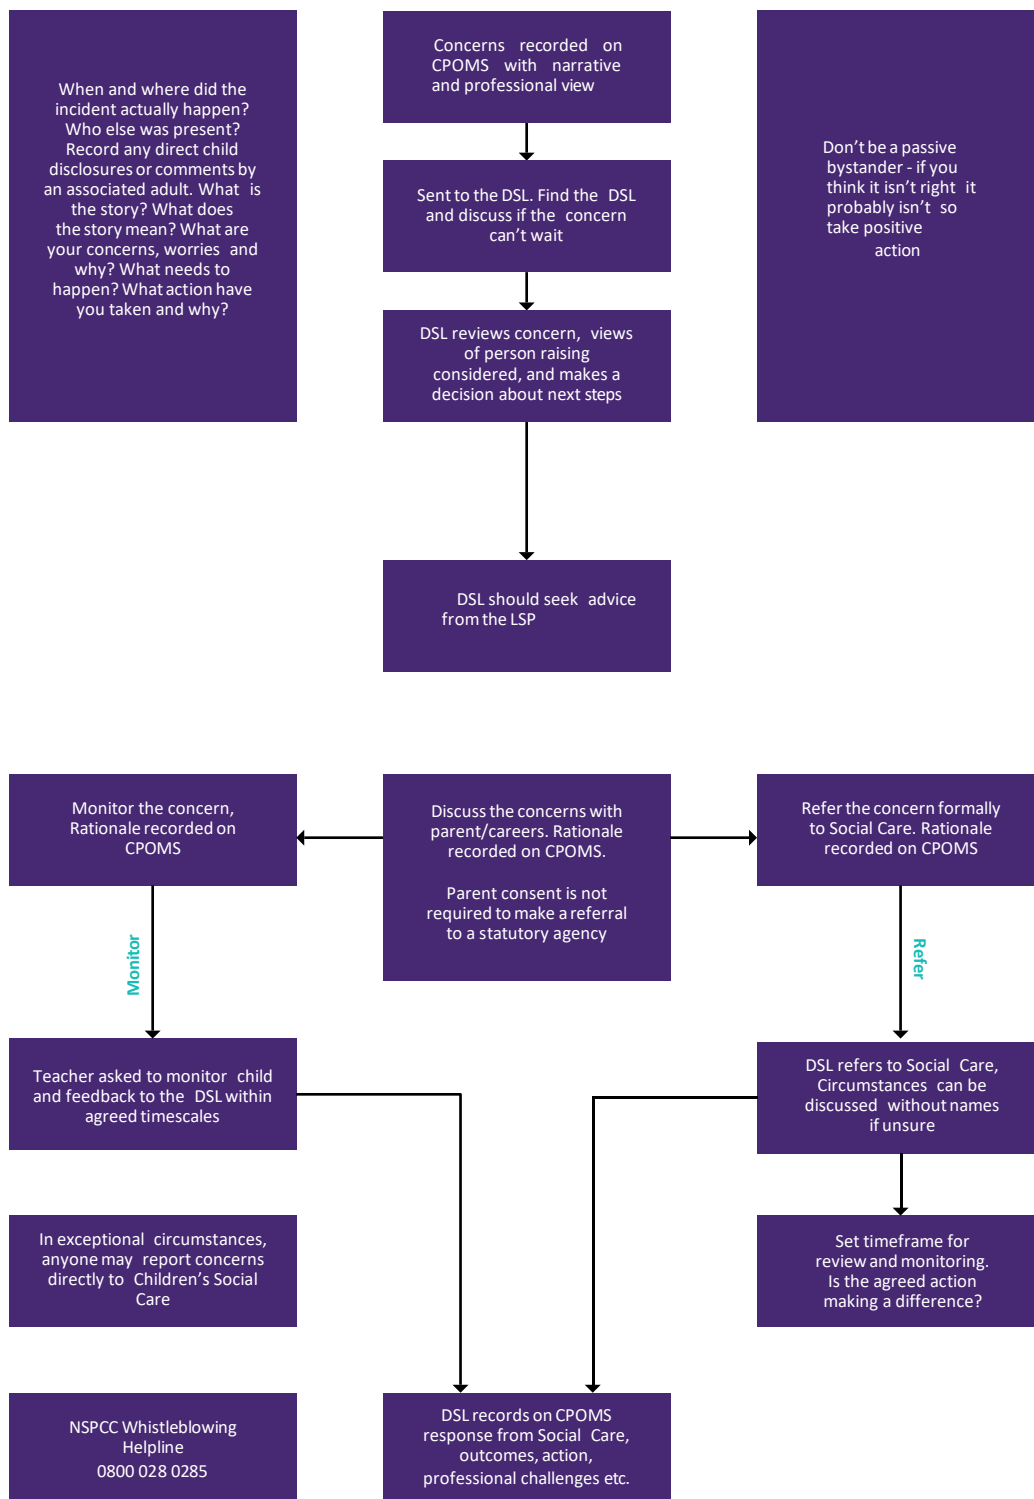 Concerns recorded on
CPOMS with narrative
and professional view
When and where did the
incident actually happen?
Who else was present?
Record any direct child
disclosures or comments by
an associated adult. What is
the story? What does
the story mean? What are
your concerns, worries and
why? What needs to
happen? What action have
you taken and why?
Sent to the DSL. Find the DSL
and discuss if the concern
can't wait
Don't be a passive
bystander - if you
think it isn't right it
probably isn't so
take positive
action
DSL reviews concern, views
of person raising
considered, and makes a
decision about next steps
DSL should seek advice
from the LSP
Monitor the concern,
Rationale recorded on
CPOMS
Discuss the concerns with
parent/careers. Rationale
recorded on CPOMS.
Parent consent is not
required to make a referral
to a statutory agency
Refer the concern formally
to Social Care. Rationale
recorded on CPOMS
Monitor
Refer
Teacher asked to monitor child
and feedback to the DSL within
agreed timescales
DSL refers to Social Care,
Circumstances can be
discussed without names
if unsure
In exceptional circumstances,
anyone may report concerns
directly to Children's Social
Care
Set timeframe for
review and monitoring.
Is the agreed action
making a difference?
NSPCC Whistleblowing
Helpline
0800 028 0285
DSL records on CPOMS
response from Social Care,
outcomes, action,
professional challenges etc.